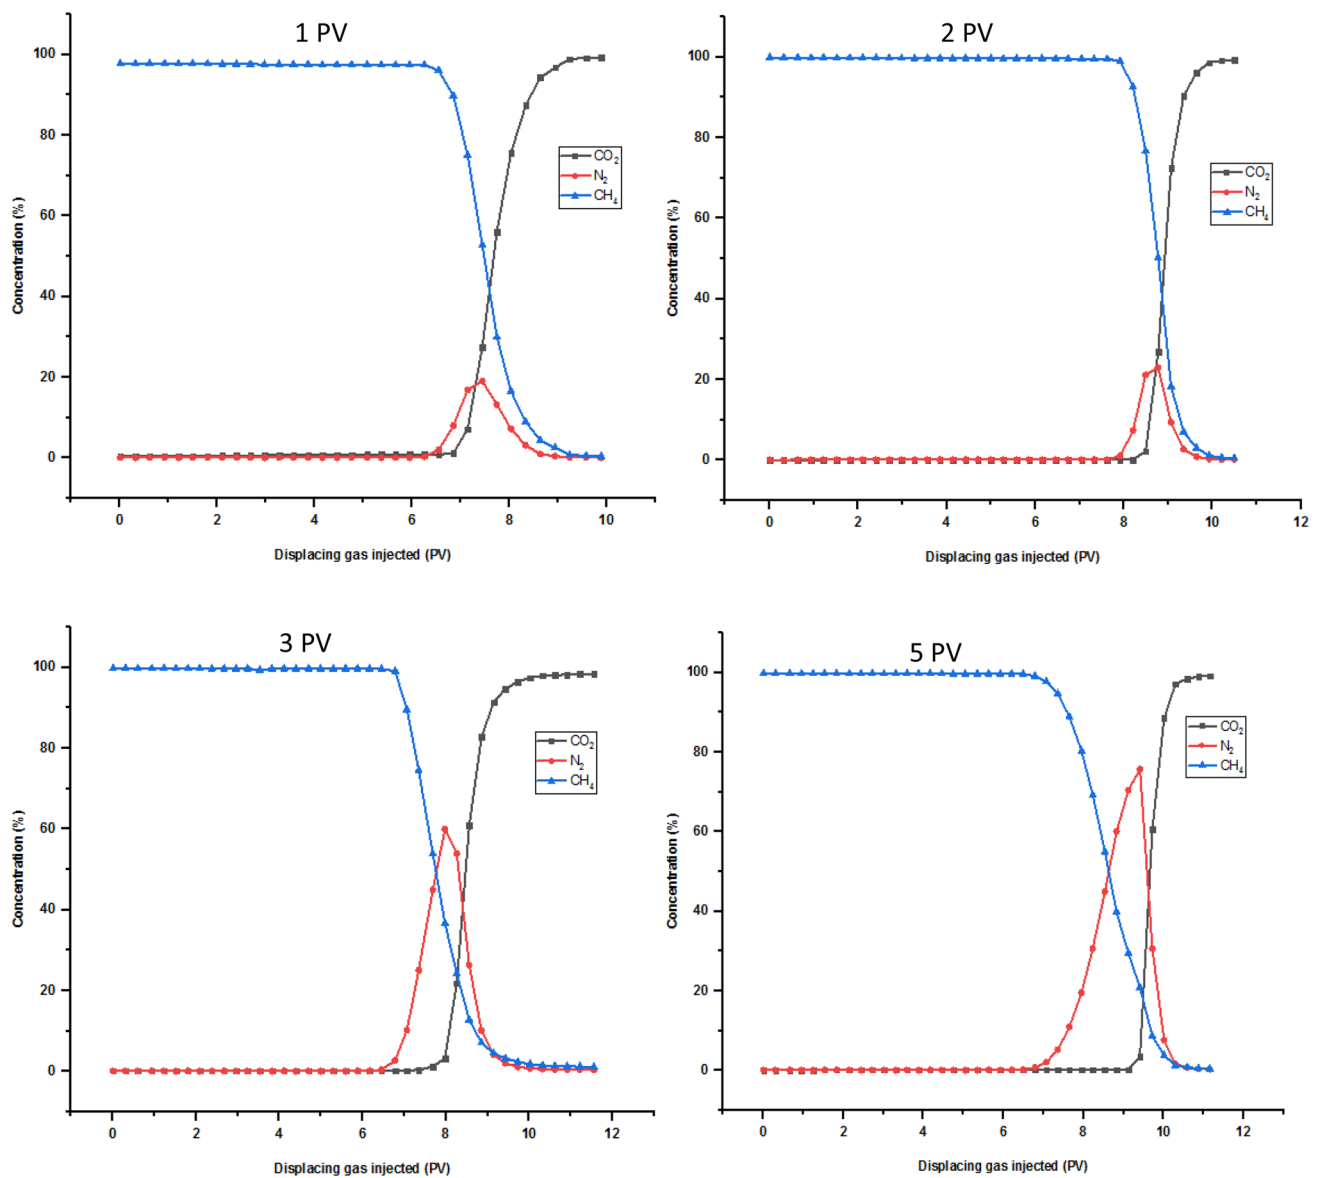 1 PV
100
80
60
40
20
0
Concentration (%)
CO2
N2
CH4
0 2 4 6 8 10
Displacing gas injected (PV)
2 PV
100
80
60
40
20
0
Concentration (%)
CO2
N2
CH4
0 2 4 6 8 10 12
Displacing gas injected (PV)
3 PV
100
80
60
40
20
0
Concentration (%)
CO2
N2
CH4
0 2 4 6 8 10 12
Displacing gas injected (PV)
5 PV
100
80
60
40
20
0
Concentration (%)
CO2
N2
CH4
0 2 4 6 8 10 12
Displacing gas injected (PV)